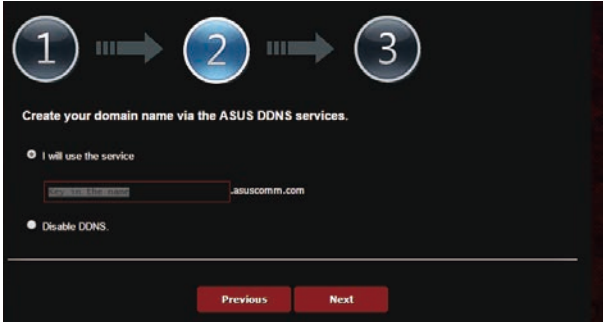 1 2 3
Create your domain name via the ASUS DDNS services.
I will use the service
Key in the name .asuscomm.com
Disable DDNS.
Previous Next